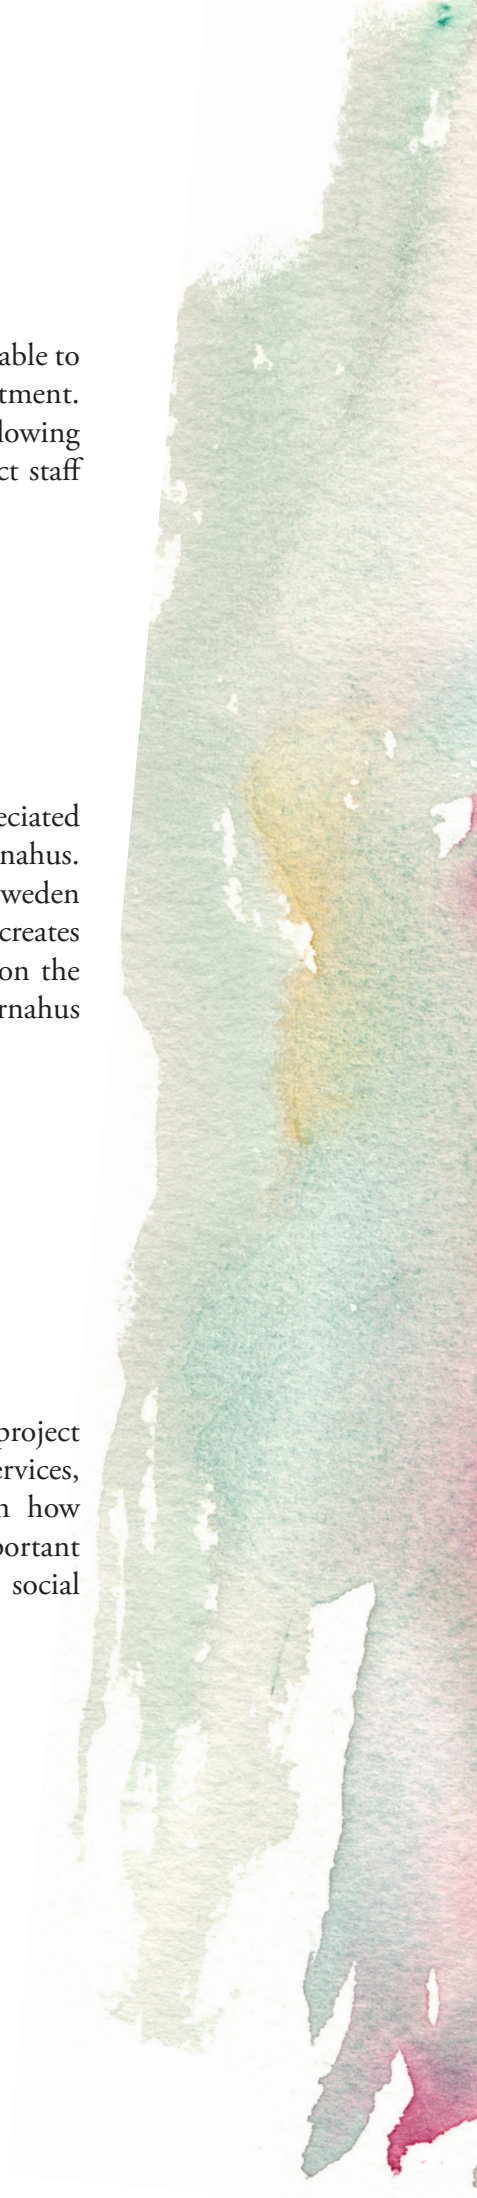 able to
tment.
lowing
ct staff
eciated
nahus.
weden
creates
on the
rnahus
project
ervices,
n how
portant
social